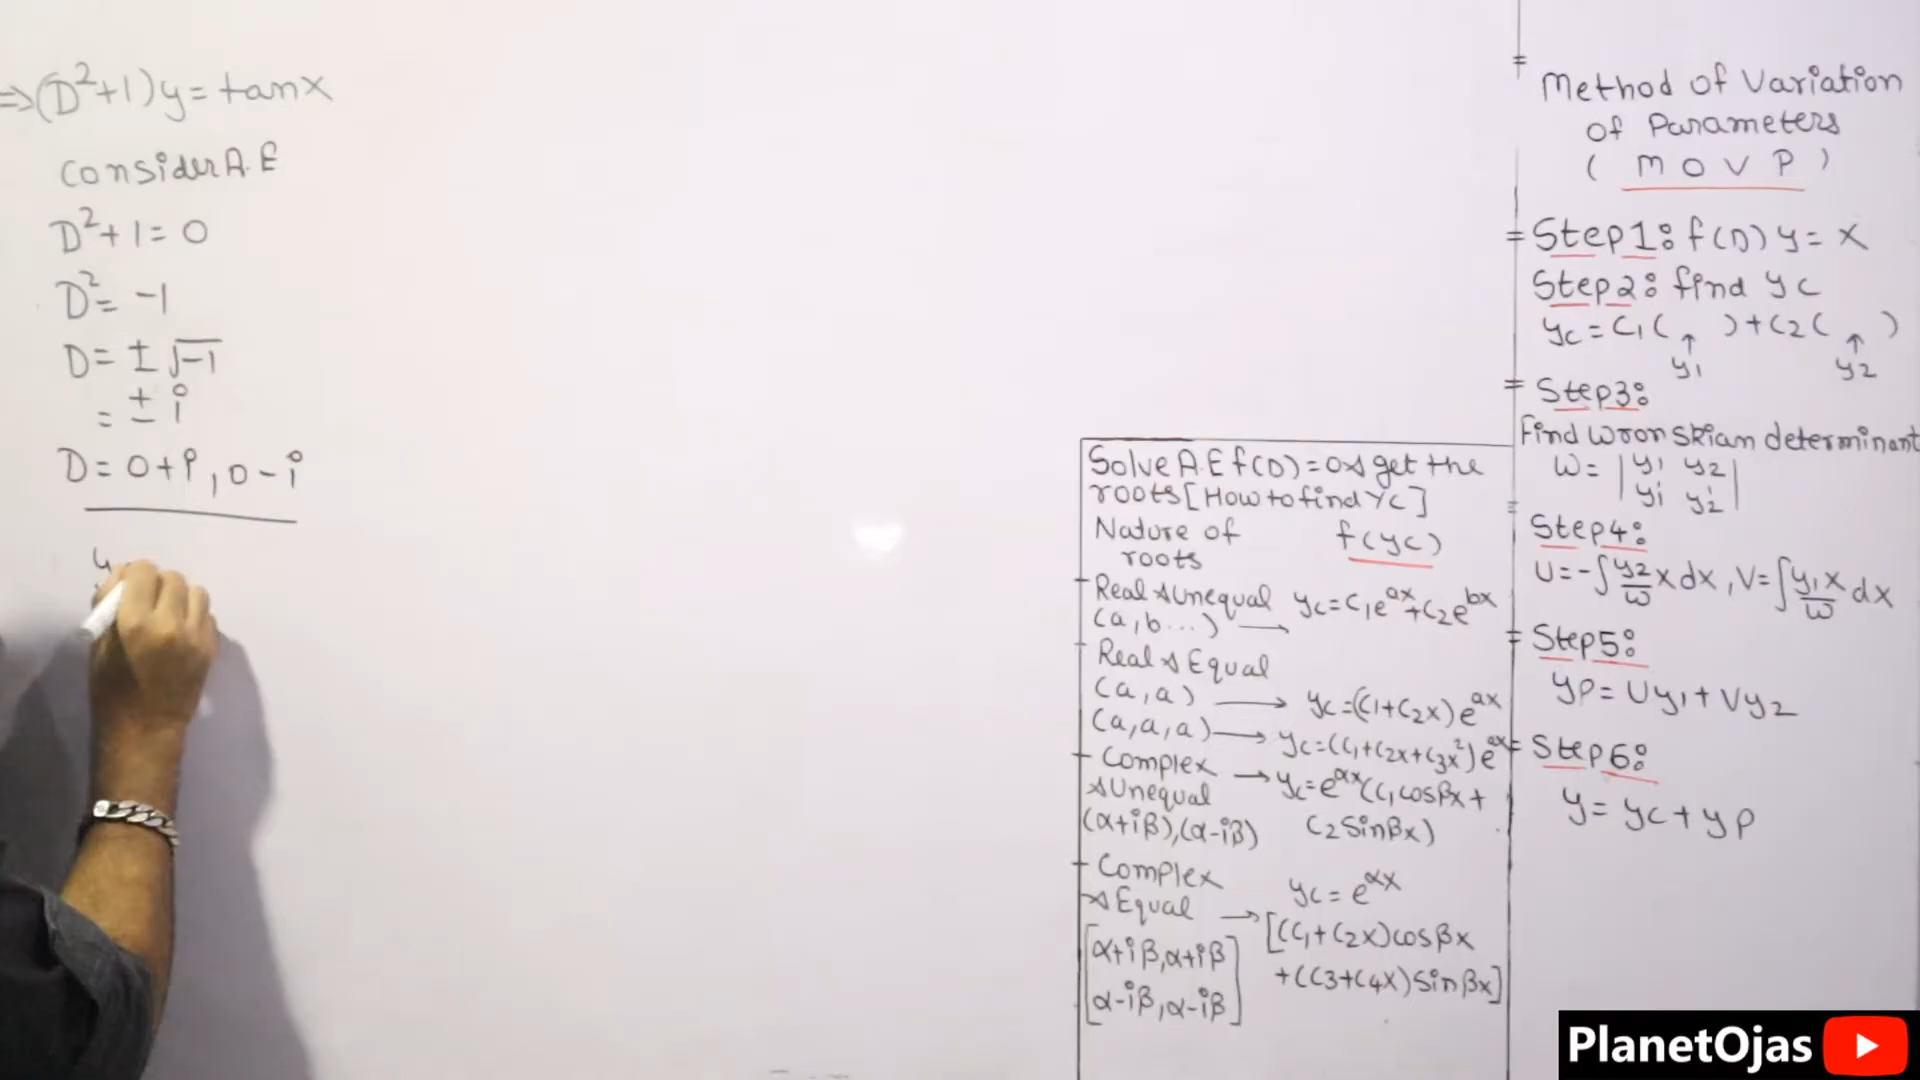 ⇒(D²+1)y=tanx
Consider A.E
D²+1=0
D²=-1
D=±√-1
=±i
D=0+i, 0-i
y
Solve A.E f(D)=0 & get the
roots [How to find Yc]
Nature of roots f(yc)
Real & Unequal yc=c₁e^ax+c₂e^bx
(a,b...) →
Real & Equal
(a,a) → yc=(c₁+c₂x)e^ax
(a,a,a) → yc=(c₁+c₂x+c₃x²)e^ax
Complex → yc=e^αx(c₁cosβx+
& Unequal
(α+iβ),(α-iβ) c₂sinβx)
Complex yc=e^αx
& Equal → [(c₁+c₂x)cosβx
[α+iβ,α+iβ +(c₃+c₄x)sinβx]
α-iβ,α-iβ]
Method of Variation
of Parameters
(MOVP)
Step1: f(D)y=X
Step2: find yc
yc=c₁( )+c₂( )
↑ ↑
y₁ y₂
Step3:
Find Wronskian determinant
W=|y₁ y₂|
|y₁' y₂'|
Step4:
U=-∫y₂/W X dx, V=∫y₁X/W dx
Step5:
yp=Uy₁+Vy₂
Step6:
y=yc+yp
PlanetOjas